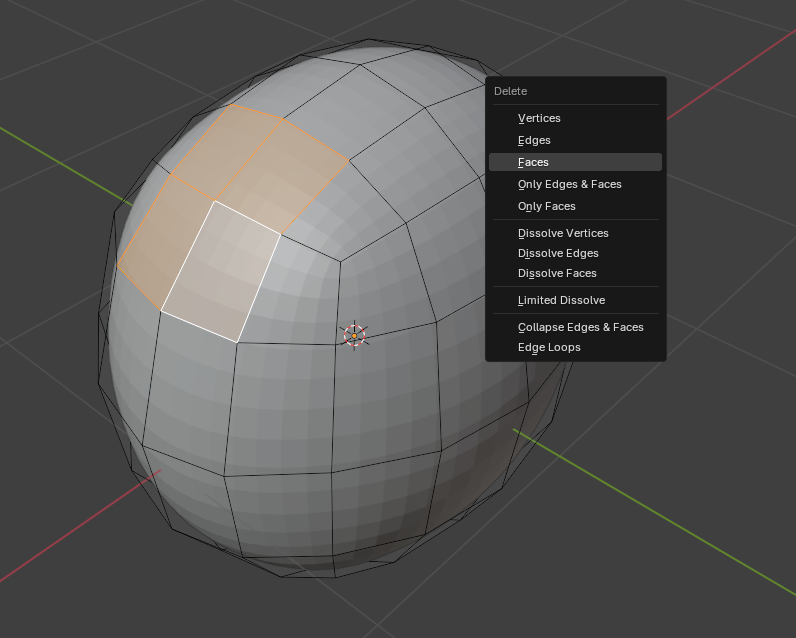 Delete
Vertices
Edges
Faces
Only Edges & Faces
Only Faces
Dissolve Vertices
Dissolve Edges
Dissolve Faces
Limited Dissolve
Collapse Edges & Faces
Edge Loops